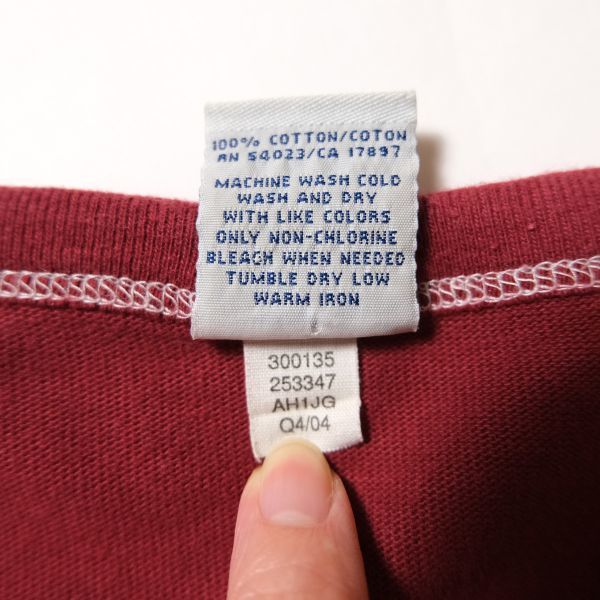 100% COTTON/COTON
RN 54023/CA 17897
MACHINE WASH COLD
WASH AND DRY
WITH LIKE COLORS
ONLY NON-CHLORINE
BLEACH WHEN NEEDED
TUMBLE DRY LOW
WARM IRON
300135
253347
AH1JG
Q4/04